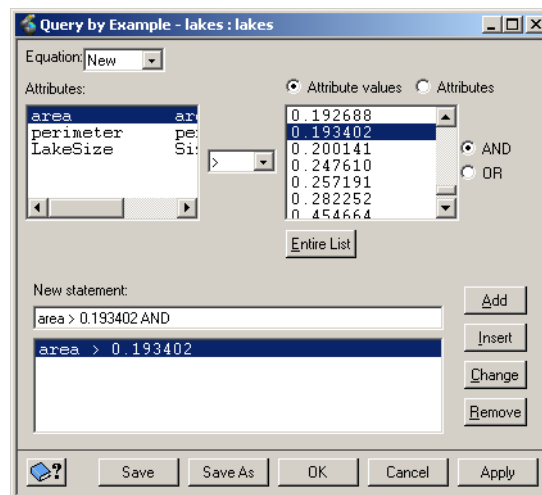 Query by Example - lakes : lakes
Equation: New
Attributes:
Attribute values Attributes
area
perimeter
LakeSize
>
0.192688
0.193402
0.200141
0.247610
0.257191
0.282252
0.454664
AND
OR
Entire List
New statement:
area > 0.193402 AND
area > 0.193402
Add
Insert
Change
Remove
? Save Save As OK Cancel Apply